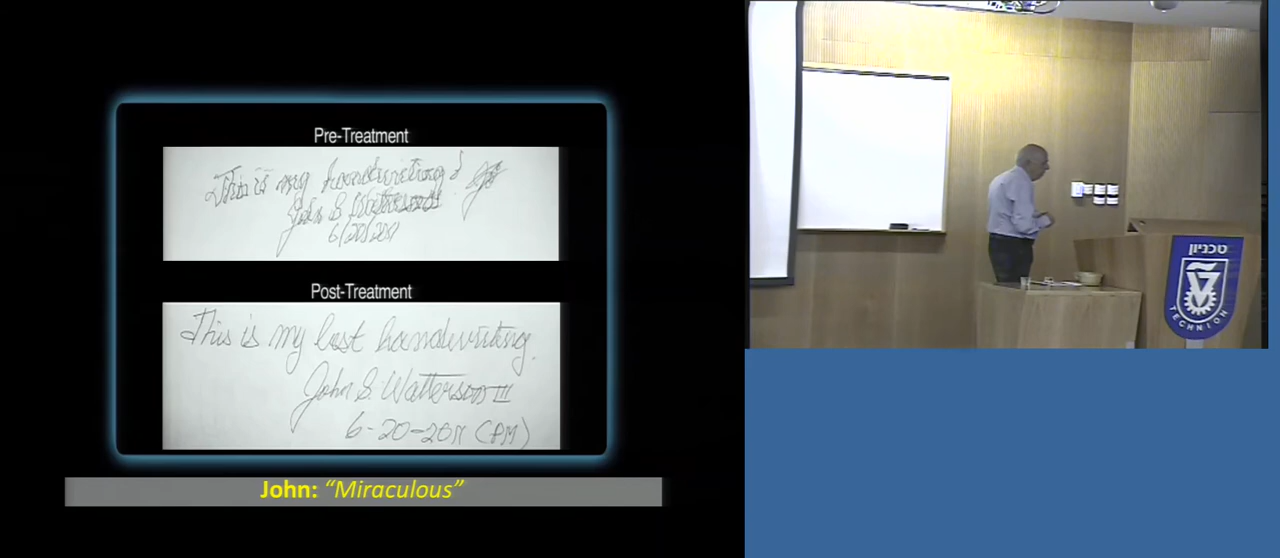 Pre-Treatment
This is my handwriting
John S.
6/20/2011
Post-Treatment
This is my best handwriting.
John S. Watterson III
6-20-2011 (PM)
John: "Miraculous"
טכניון
TECHNION